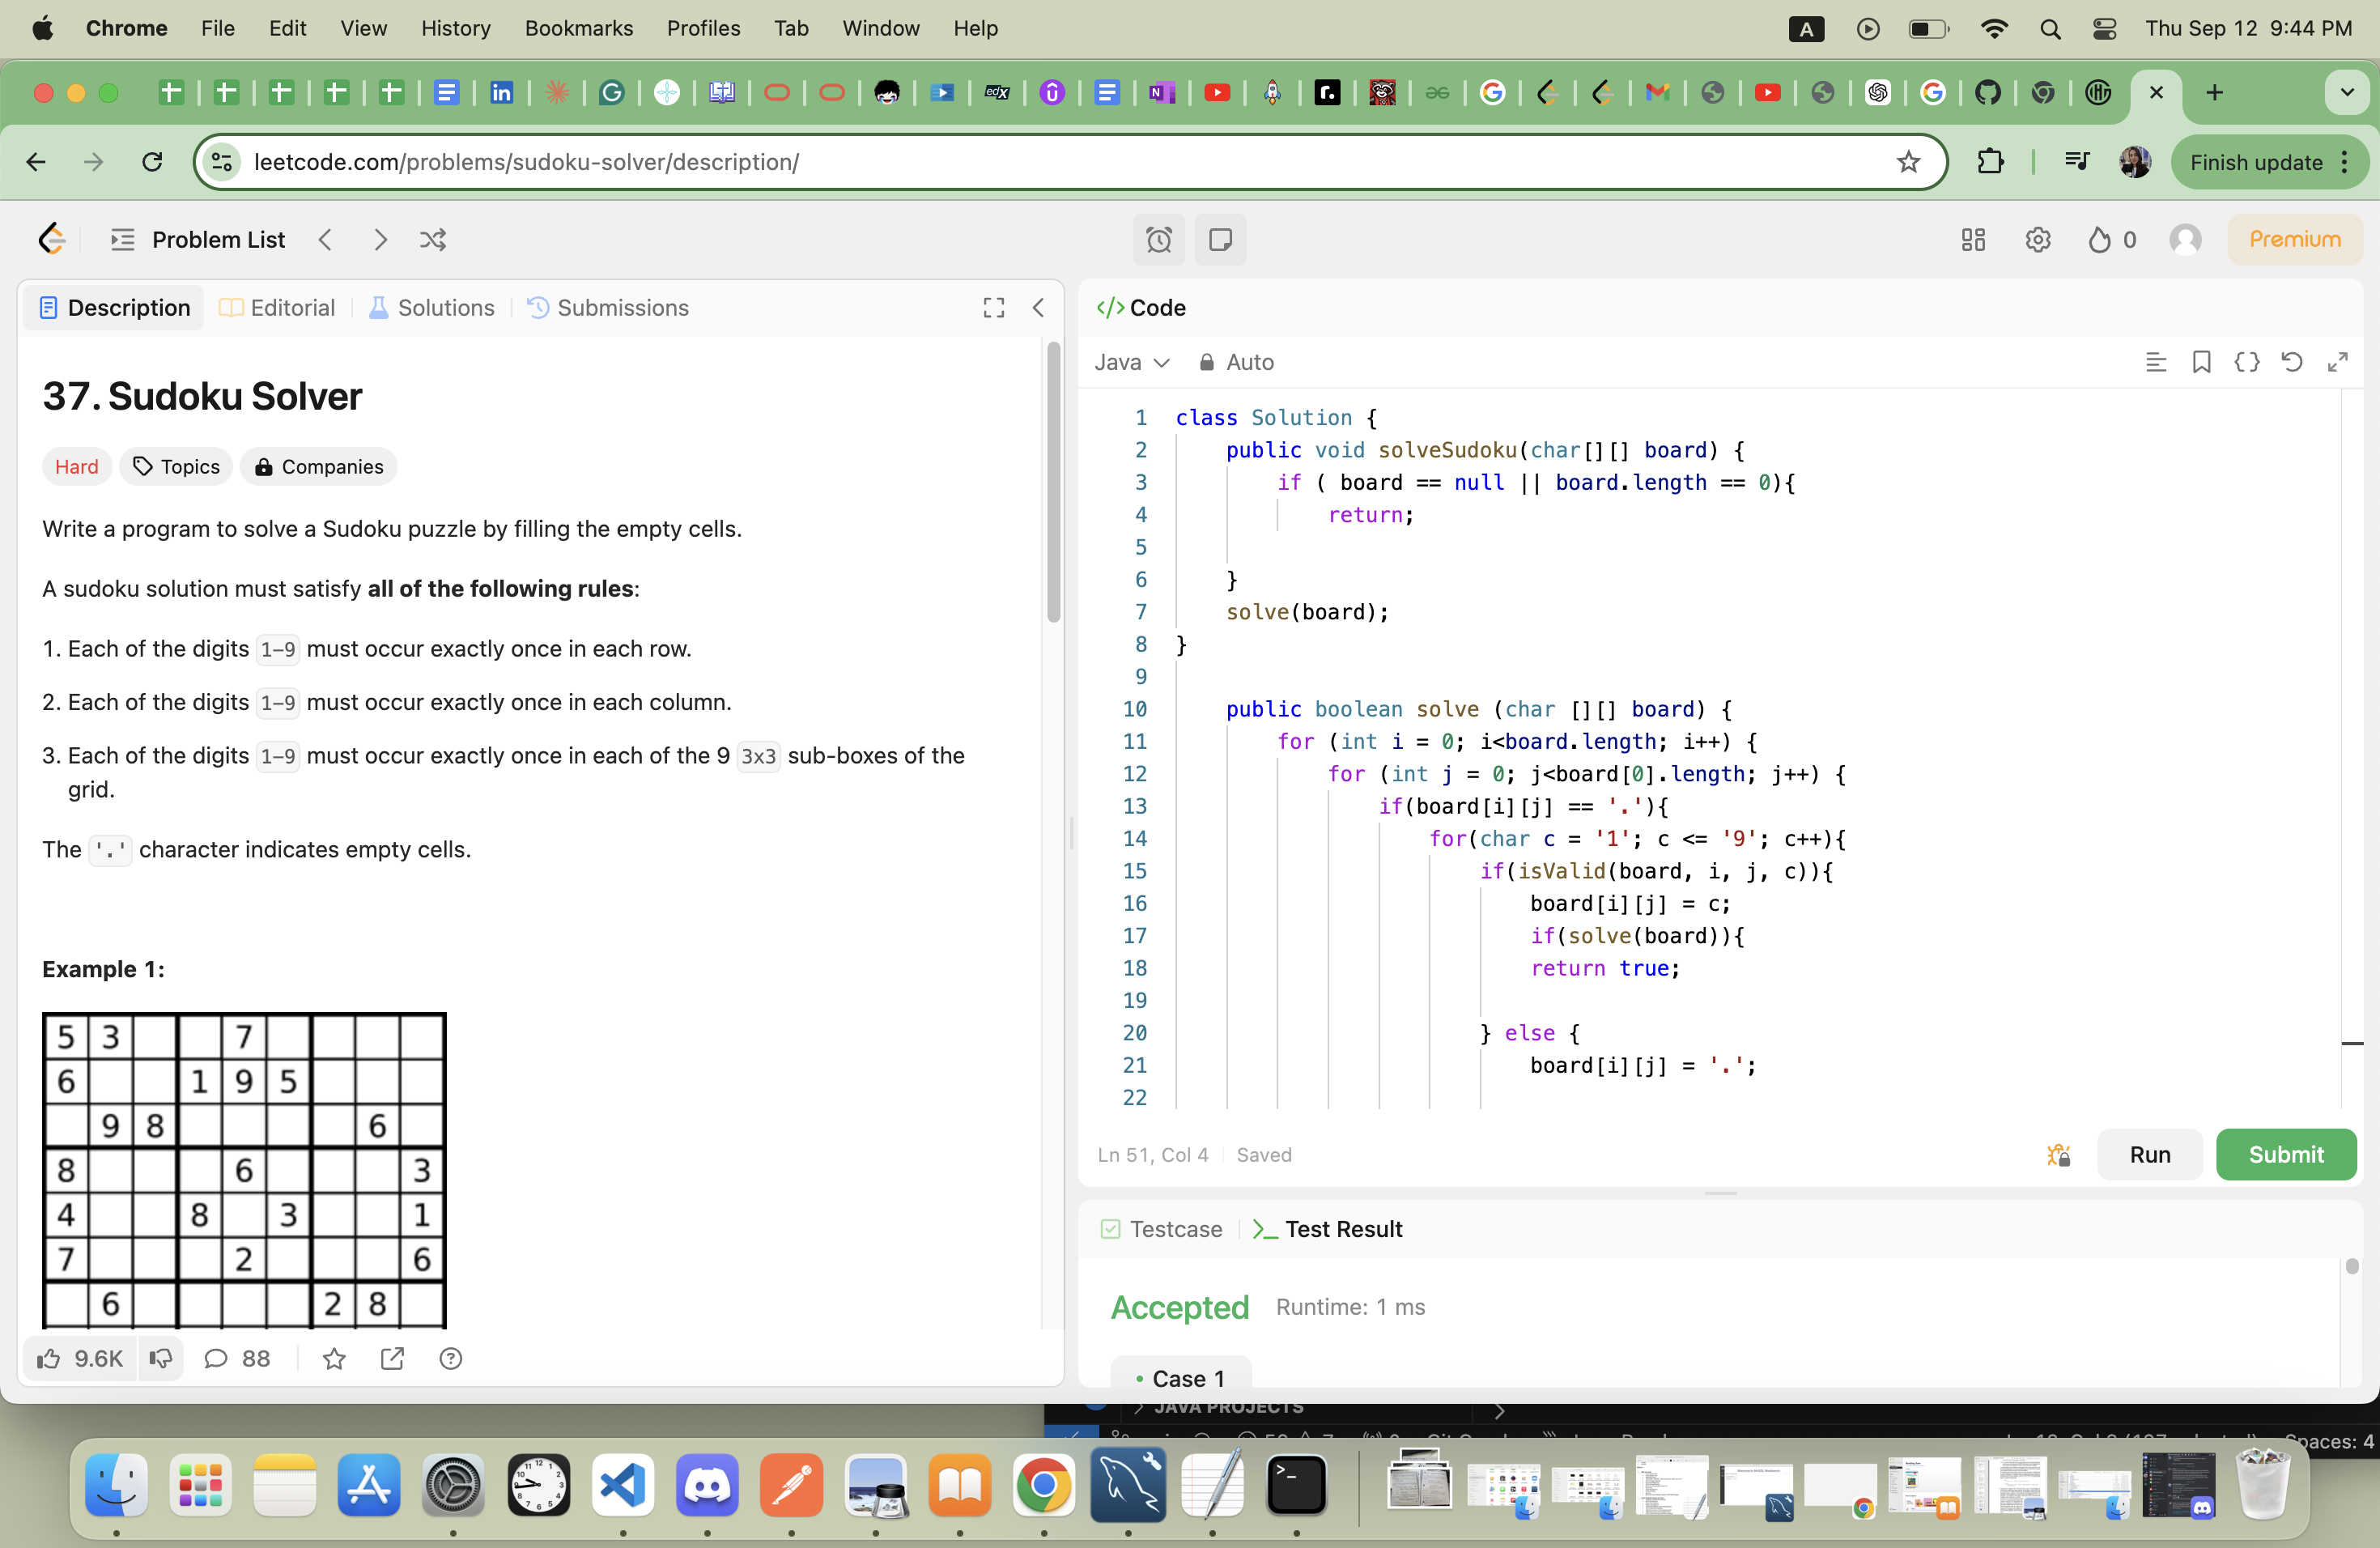 Chrome File Edit View History Bookmarks Profiles Tab Window Help A Thu Sep 12 9:44 PM
leetcode.com/problems/sudoku-solver/description/ Finish update
Problem List 0 Premium
Description Editorial Solutions Submissions
37. Sudoku Solver
Hard Topics Companies
Write a program to solve a Sudoku puzzle by filling the empty cells.
A sudoku solution must satisfy all of the following rules:
1. Each of the digits 1-9 must occur exactly once in each row.
2. Each of the digits 1-9 must occur exactly once in each column.
3. Each of the digits 1-9 must occur exactly once in each of the 9 3x3 sub-boxes of the
grid.
The '.' character indicates empty cells.
Example 1:
5 3 7
6 1 9 5
9 8 6
8 6 3
4 8 3 1
7 2 6
6 2 8
9.6K 88
</> Code
Java Auto
1 class Solution {
2 public void solveSudoku(char[][] board) {
3 if ( board == null || board.length == 0){
4 return;
5
6 }
7 solve(board);
8 }
9
10 public boolean solve (char [][] board) {
11 for (int i = 0; i<board.length; i++) {
12 for (int j = 0; j<board[0].length; j++) {
13 if(board[i][j] == '.'){
14 for(char c = '1'; c <= '9'; c++){
15 if(isValid(board, i, j, c)){
16 board[i][j] = c;
17 if(solve(board)){
18 return true;
19
20 } else {
21 board[i][j] = '.';
22
Ln 51, Col 4 Saved
Run Submit
Testcase >_ Test Result
Accepted Runtime: 1 ms
Case 1
JAVA PROJECTS
Spaces: 4